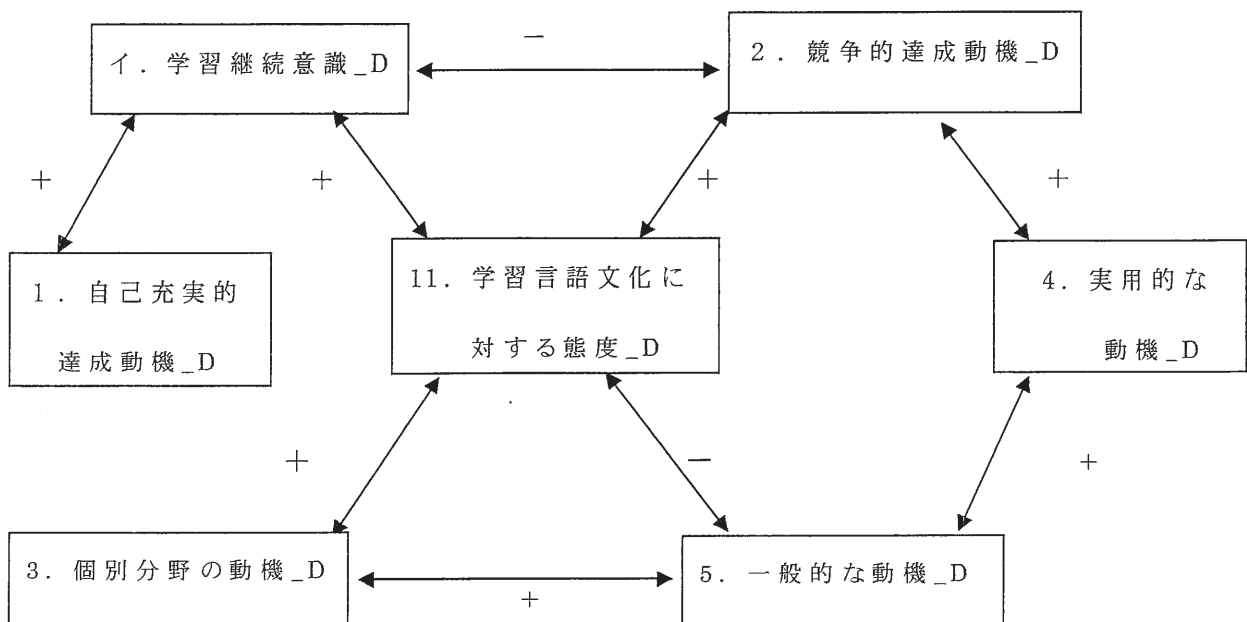 イ. 学習継続意識_D
－
2. 競争的達成動機_D
＋
＋
＋
＋
1. 自己充実的
達成動機_D
11. 学習言語文化に
対する態度_D
4. 実用的な
動機_D
＋
－
＋
3. 個別分野の動機_D
＋
5. 一般的な動機_D